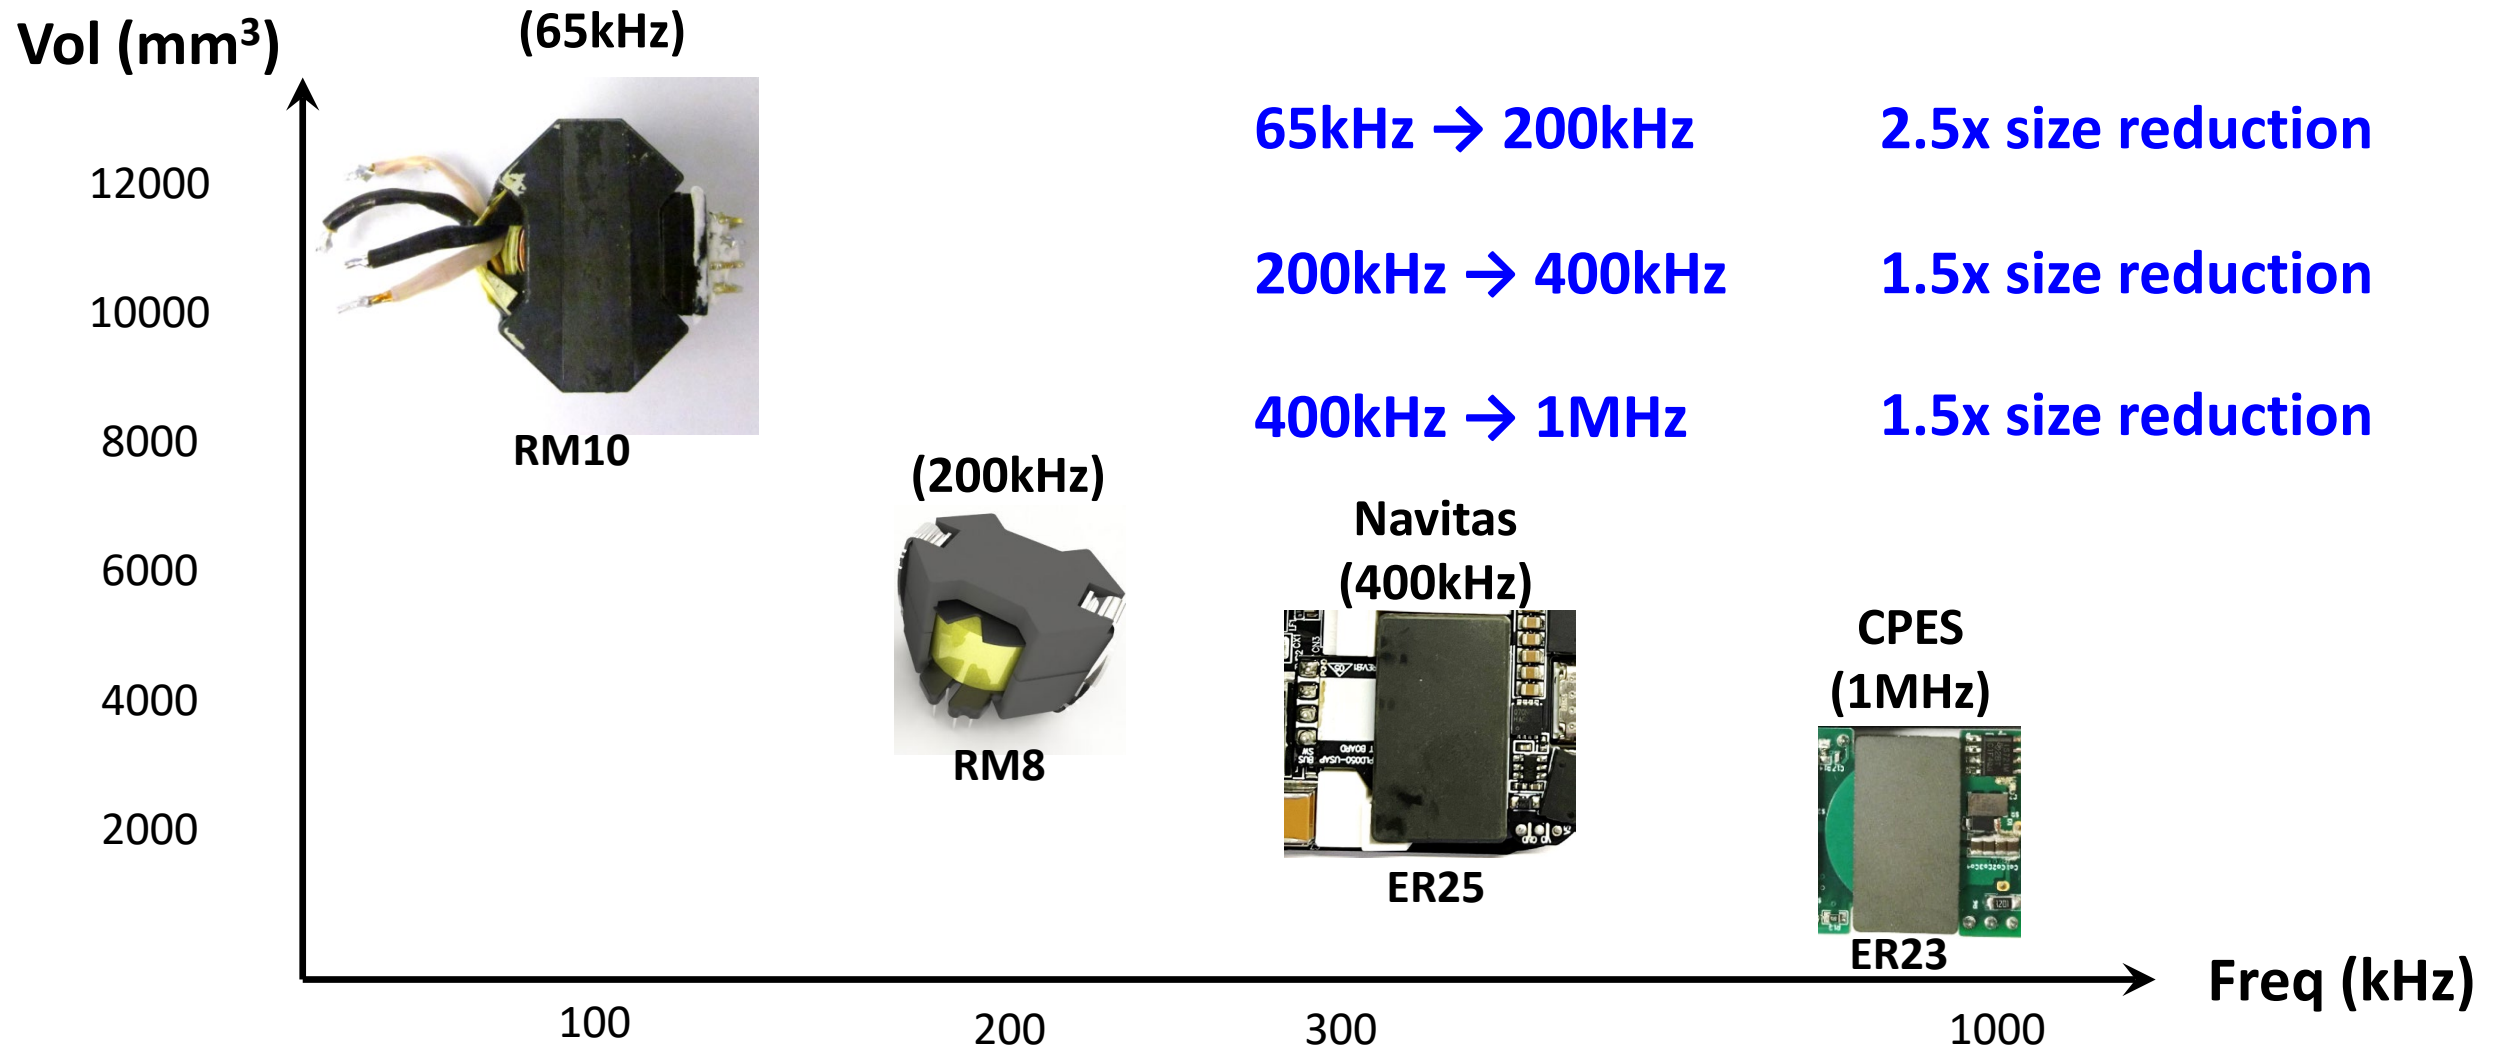 Vol (mm³)
(65kHz)
12000
10000
8000
6000
4000
2000
RM10
65kHz → 200kHz 2.5x size reduction
200kHz → 400kHz 1.5x size reduction
400kHz → 1MHz 1.5x size reduction
(200kHz)
RM8
Navitas
(400kHz)
ER25
CPES
(1MHz)
ER23
100
200
300
1000
Freq (kHz)